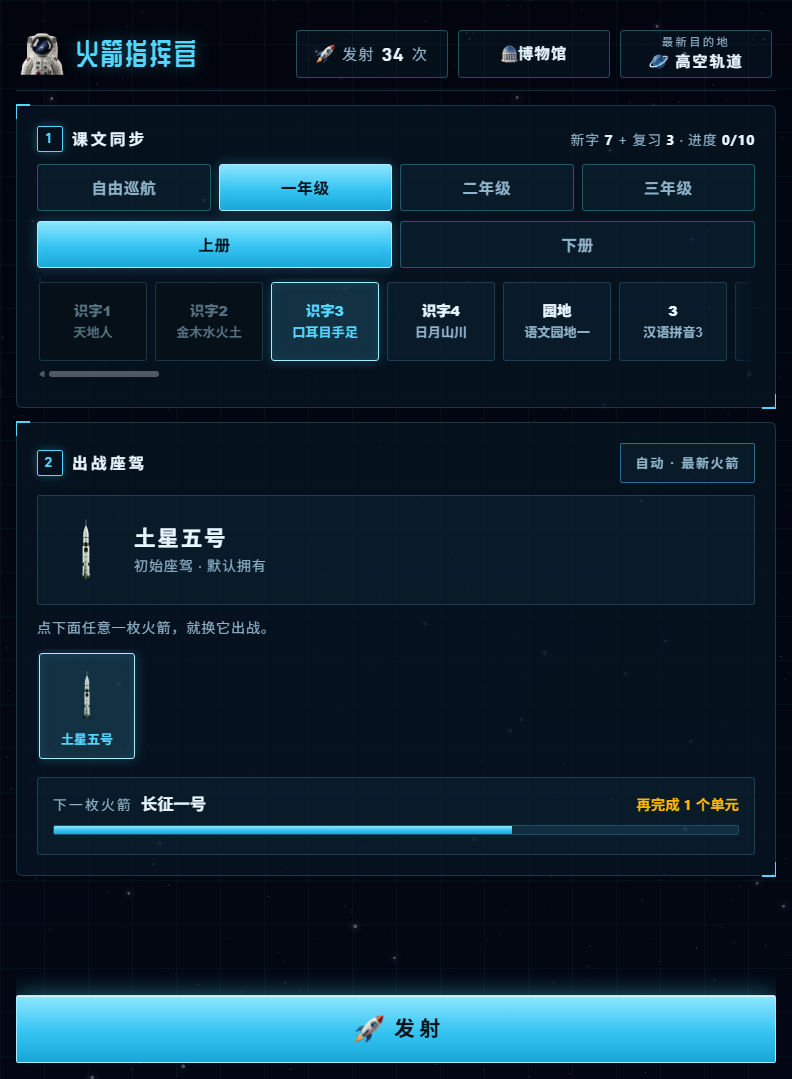 火箭指挥官
发射 34 次
博物馆
最新目的地
高空轨道
1 课文同步
新字 7 + 复习 3 · 进度 0/10
自由巡航
一年级
二年级
三年级
上册
下册
识字1
天地人
识字2
金木水火土
识字3
口耳目手足
识字4
日月山川
园地
语文园地一
3
汉语拼音3
2 出战座驾
自动 · 最新火箭
土星五号
初始座驾 · 默认拥有
点下面任意一枚火箭，就换它出战。
土星五号
下一枚火箭 长征一号
再完成 1 个单元
发射